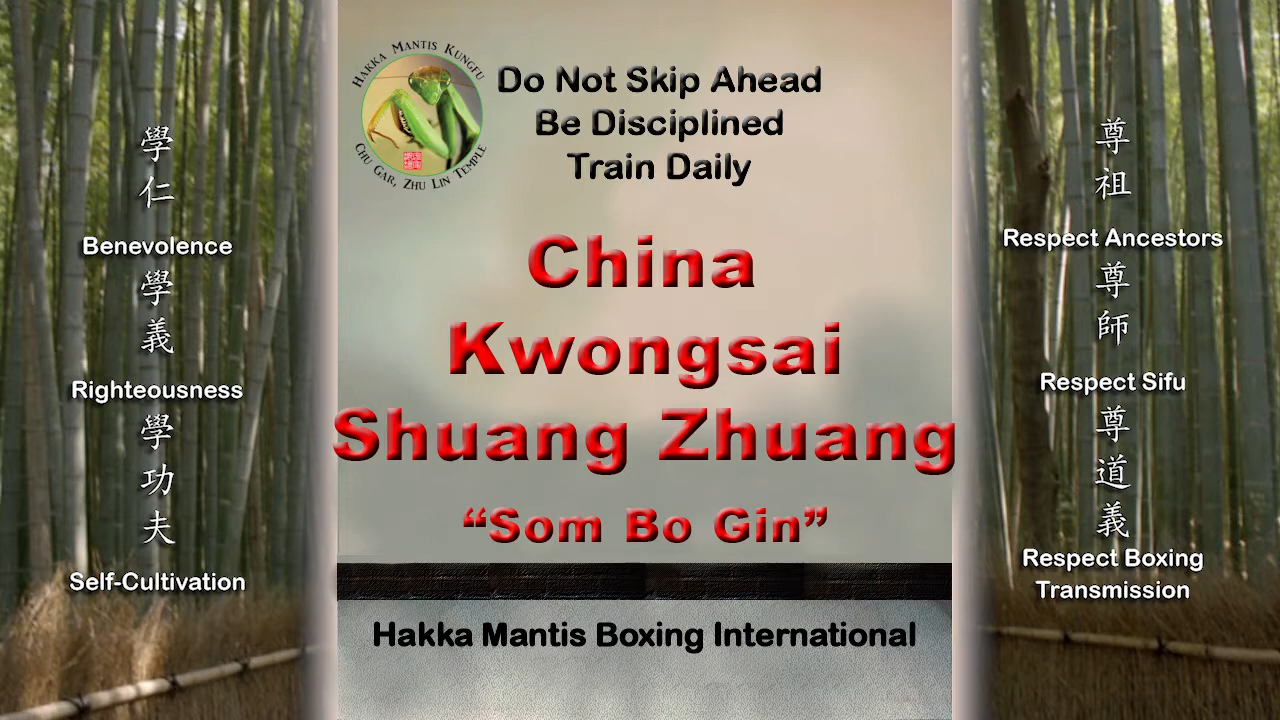 學
仁
Benevolence
學
義
Righteousness
學
功
夫
Self-Cultivation
HAKKA MANTIS KUNGFU
CHU GAR, ZHU LIN TEMPLE
Do Not Skip Ahead
Be Disciplined
Train Daily
China
Kwongsai
Shuang Zhuang
“Som Bo Gin”
Hakka Mantis Boxing International
尊
祖
Respect Ancestors
尊
師
Respect Sifu
尊
道
義
Respect Boxing
Transmission